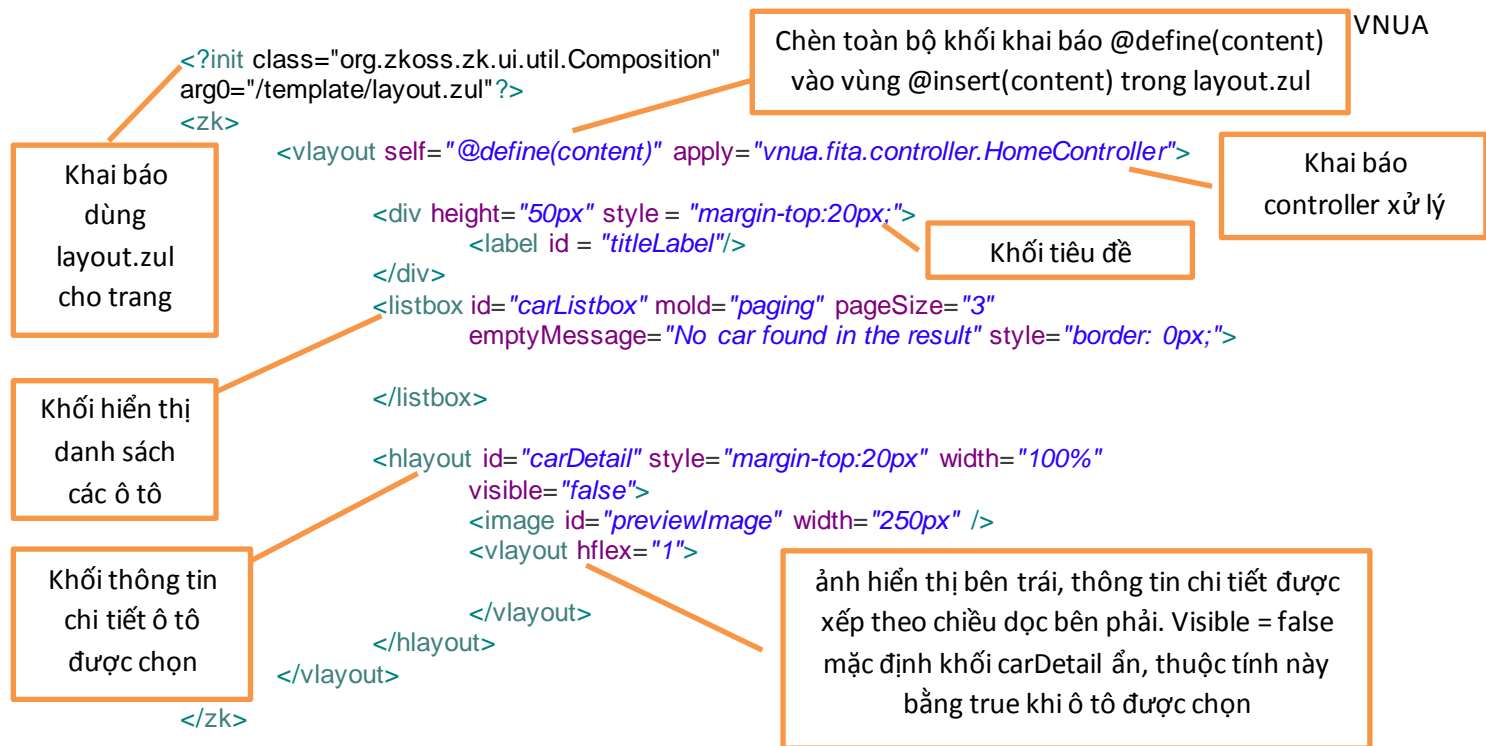 VNUA
<?init class="org.zkoss.zk.ui.util.Composition"
arg0="/template/layout.zul"?>
<zk>
<vlayout self="@define(content)" apply="vnua.fita.controller.HomeController">
<div height="50px" style = "margin-top:20px;">
<label id = "titleLabel"/>
</div>
<listbox id="carListbox" mold="paging" pageSize="3"
emptyMessage="No car found in the result" style="border: 0px;">
</listbox>
<hlayout id="carDetail" style="margin-top:20px" width="100%"
visible="false">
<image id="previewImage" width="250px" />
<vlayout hflex="1">
</vlayout>
</hlayout>
</vlayout>
</zk>
Chèn toàn bộ khối khai báo @define(content)
vào vùng @insert(content) trong layout.zul
Khai báo
dùng
layout.zul
cho trang
Khai báo
controller xử lý
Khối tiêu đề
Khối hiển thị
danh sách
các ô tô
Khối thông tin
chi tiết ô tô
được chọn
ảnh hiển thị bên trái, thông tin chi tiết được
xếp theo chiều dọc bên phải. Visible = false
mặc định khối carDetail ẩn, thuộc tính này
bằng true khi ô tô được chọn